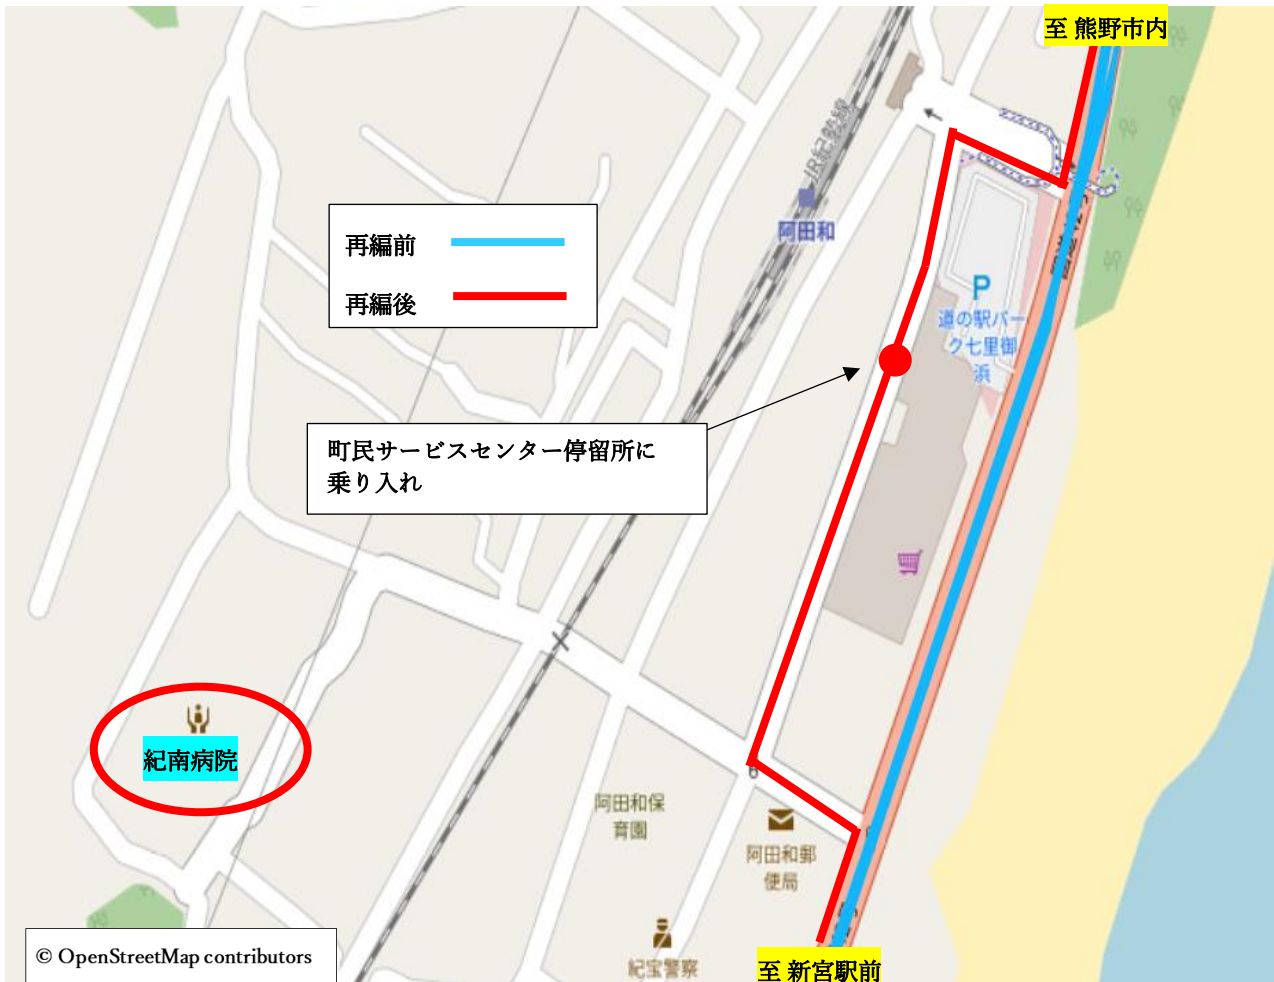 至 熊野市内
JR紀勢線
阿田和
再編前
再編後
P
道の駅パー
ク七里御
浜
町民サービスセンター停留所に
乗り入れ
紀南病院
阿田和保
育園
阿田和郵
便局
紀宝警察
至 新宮駅前
© OpenStreetMap contributors